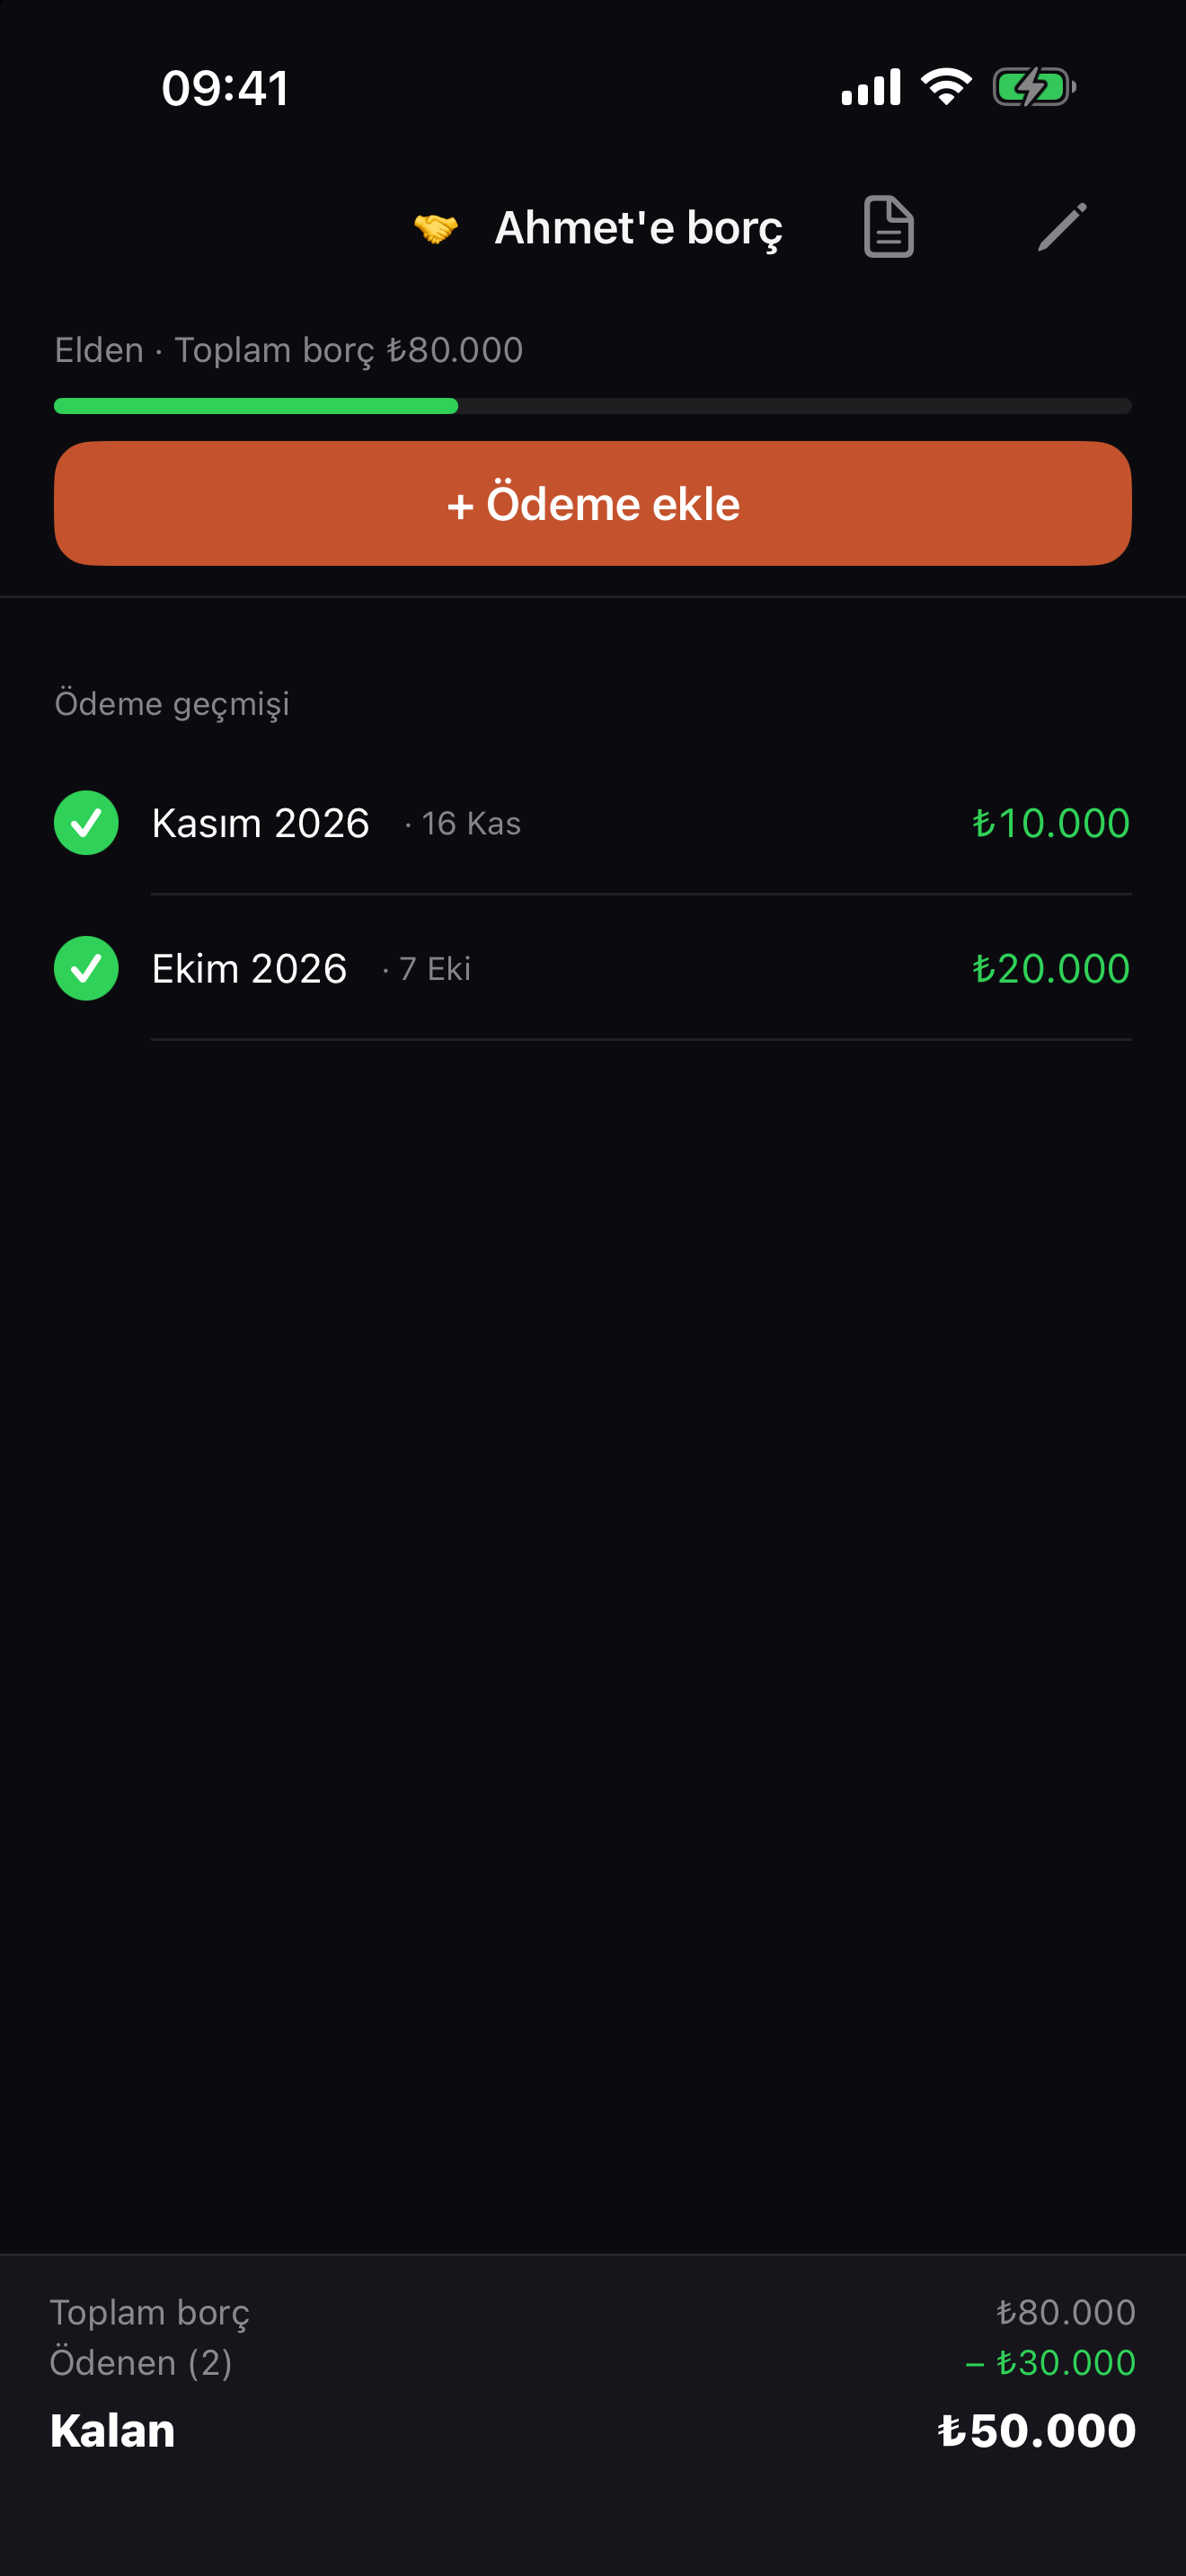 09:41
🤝 Ahmet'e borç
Elden · Toplam borç ₺80.000
+ Ödeme ekle
Ödeme geçmişi
Kasım 2026 · 16 Kas ₺10.000
Ekim 2026 · 7 Eki ₺20.000
Toplam borç ₺80.000
Ödenen (2) – ₺30.000
Kalan ₺50.000